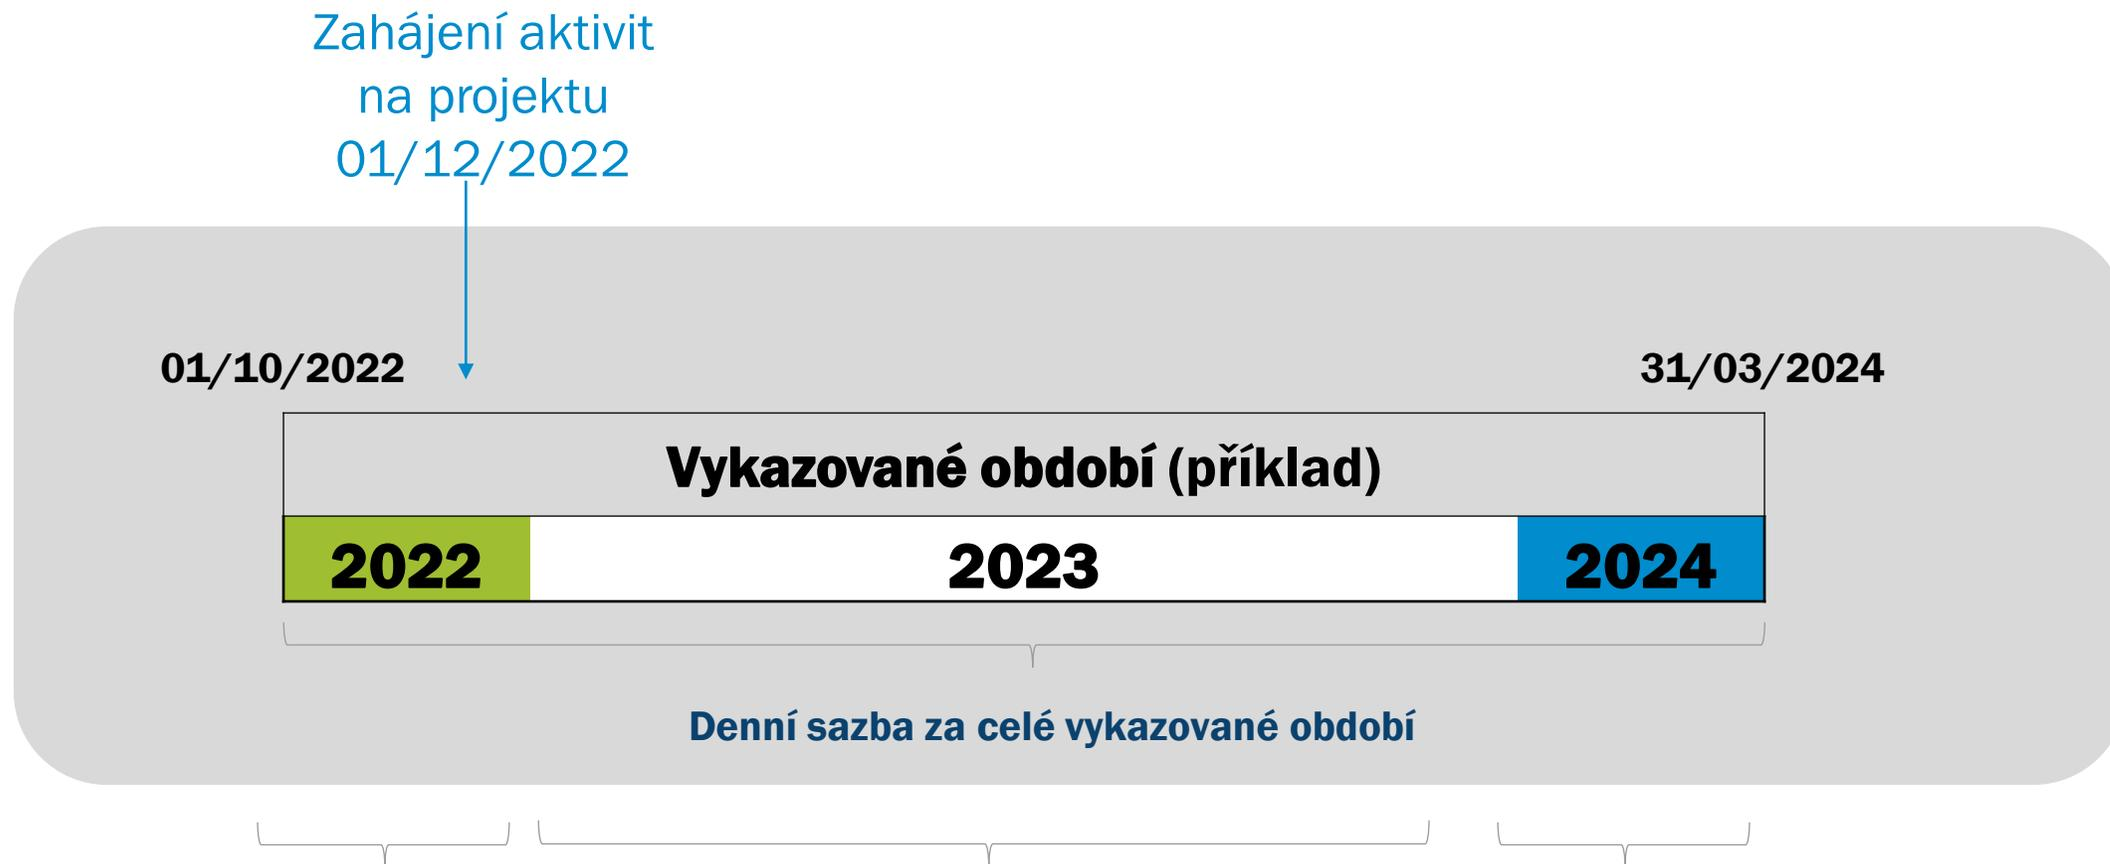 Zahájení aktivit
na projektu
01/12/2022
01/10/2022
31/03/2024
Vykazované období (příklad)
2022
2023
2024
Denní sazba za celé vykazované období